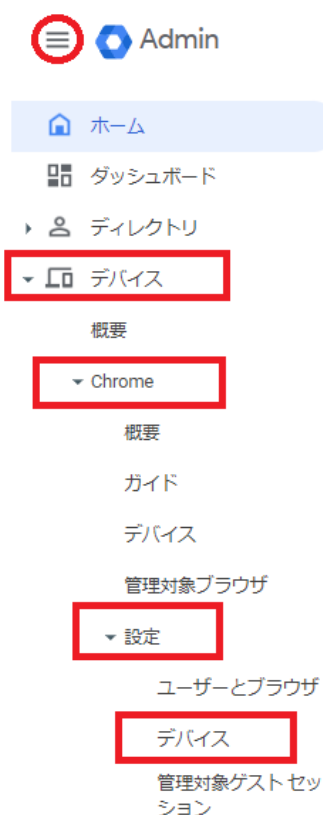 Admin
ホーム
ダッシュボード
ディレクトリ
デバイス
概要
Chrome
概要
ガイド
デバイス
管理対象ブラウザ
設定
ユーザーとブラウザ
デバイス
管理対象ゲスト セッ
ション